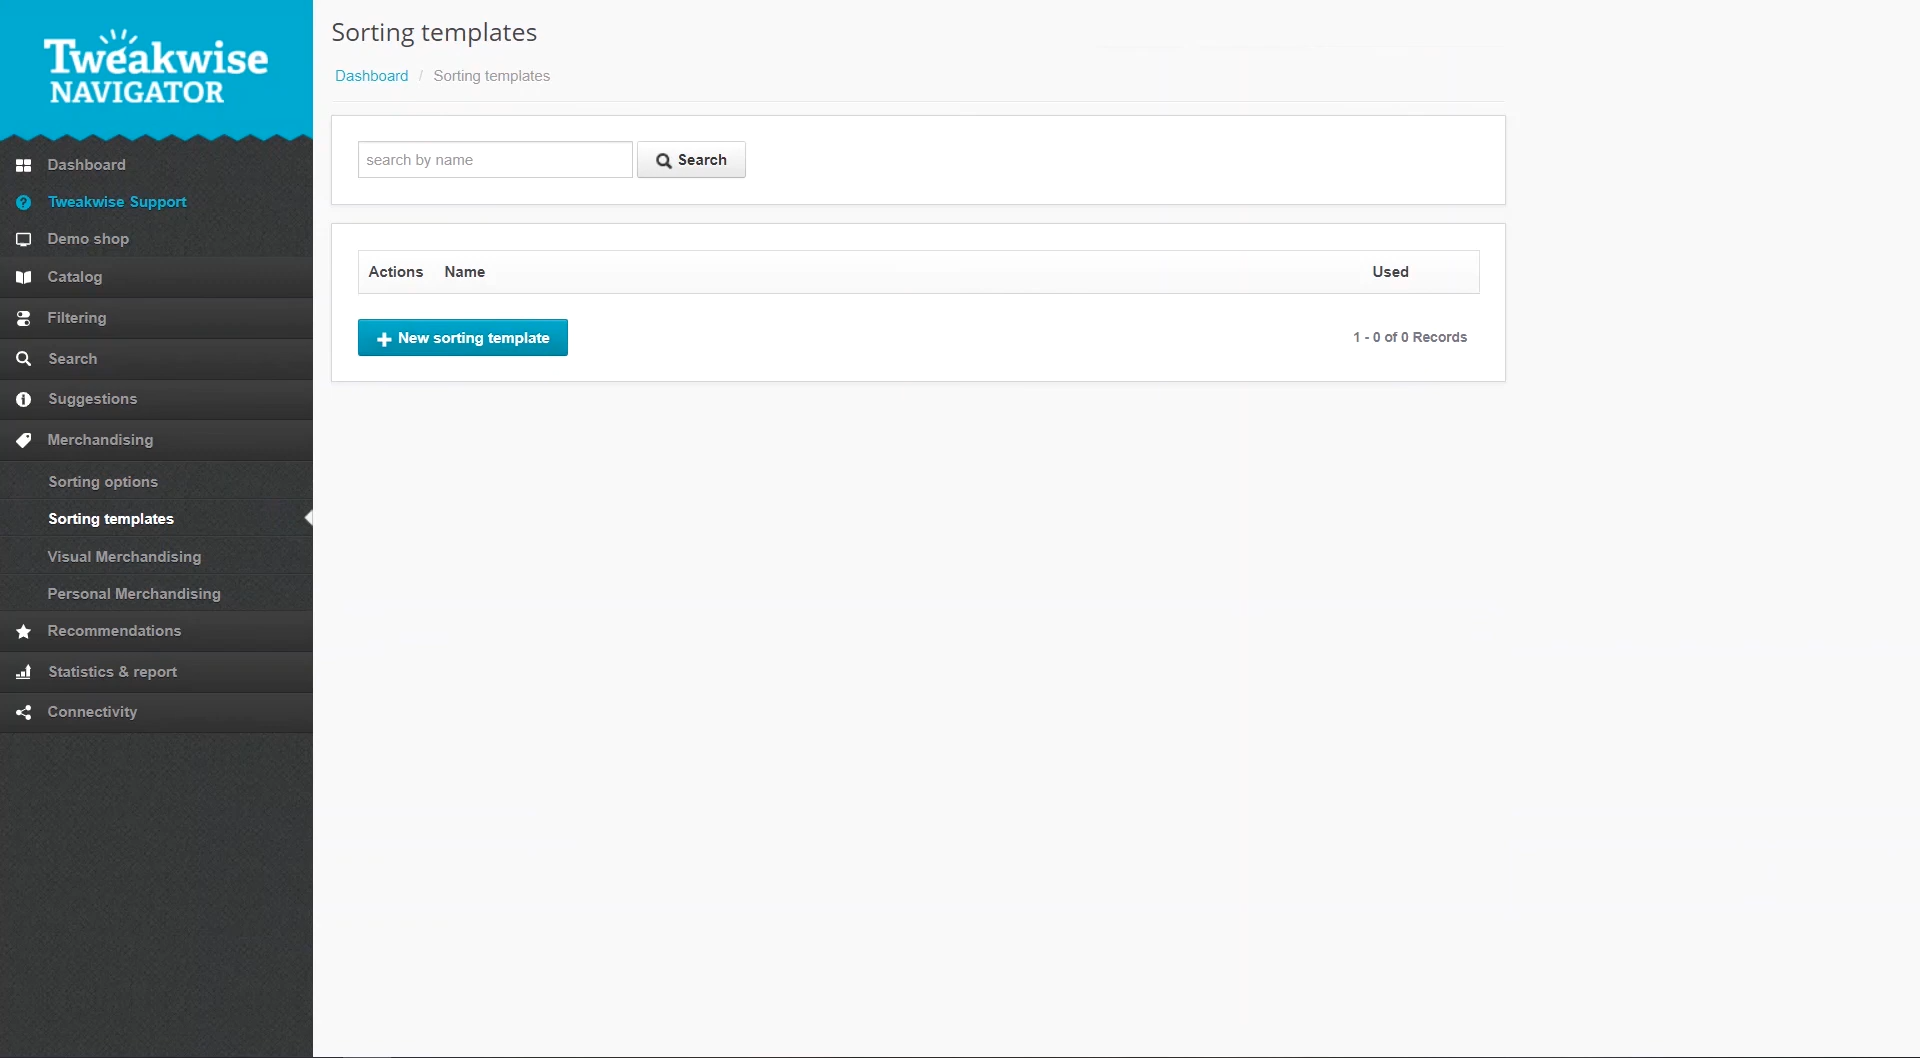 Tweakwise
NAVIGATOR
Dashboard
Tweakwise Support
Demo shop
Catalog
Filtering
Search
Suggestions
Merchandising
Sorting options
Sorting templates
Visual Merchandising
Personal Merchandising
Recommendations
Statistics & report
Connectivity
Sorting templates
Dashboard / Sorting templates
search by name Search
Actions Name Used
New sorting template 1 - 0 of 0 Records